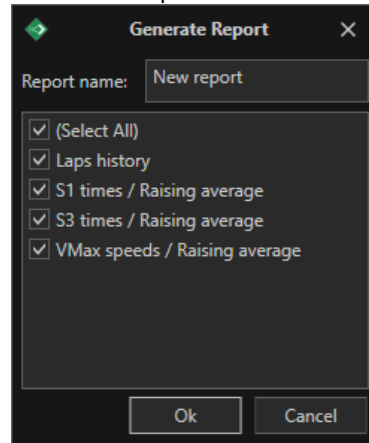 Generate Report
Report name: New report
(Select All)
Laps history
S1 times / Raising average
S3 times / Raising average
VMax speeds / Raising average
Ok Cancel